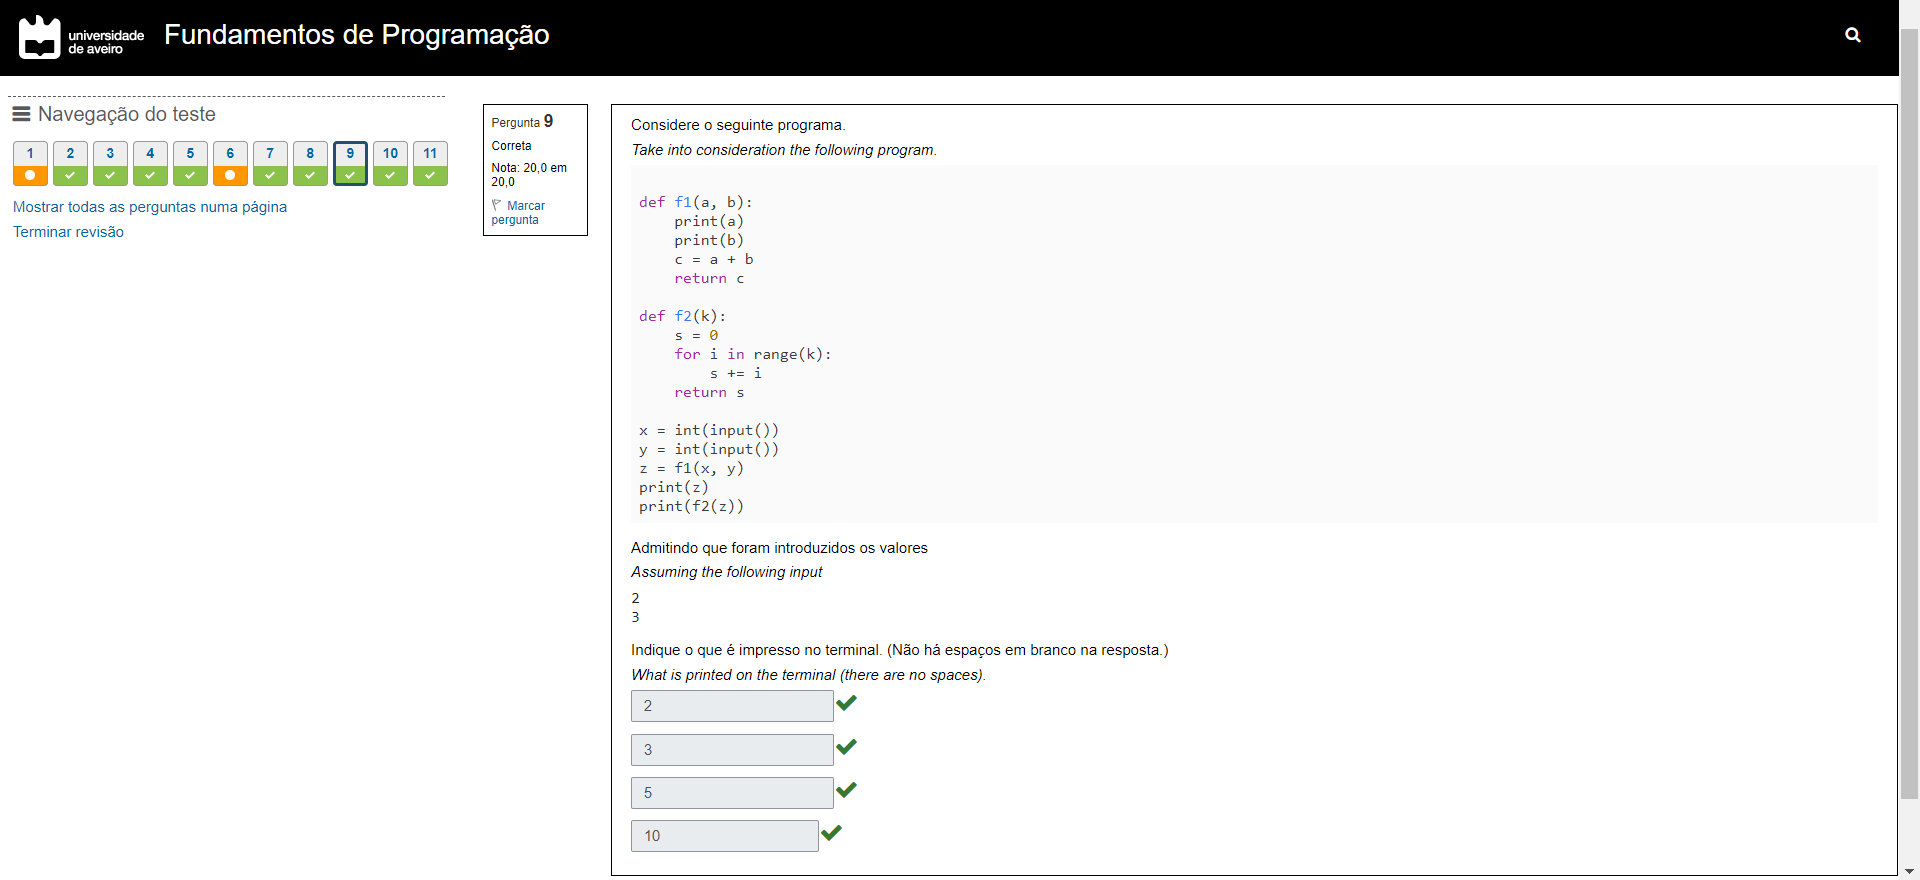 universidade
de aveiro
Fundamentos de Programação
Navegação do teste
1 2 3 4 5 6 7 8 9 10 11
Mostrar todas as perguntas numa página
Terminar revisão
Pergunta 9
Correta
Nota: 20,0 em
20,0
Marcar
pergunta
Considere o seguinte programa.
Take into consideration the following program.
def f1(a, b):
    print(a)
    print(b)
    c = a + b
    return c
def f2(k):
    s = 0
    for i in range(k):
        s += i
    return s
x = int(input())
y = int(input())
z = f1(x, y)
print(z)
print(f2(z))
Admitindo que foram introduzidos os valores
Assuming the following input
2
3
Indique o que é impresso no terminal. (Não há espaços em branco na resposta.)
What is printed on the terminal (there are no spaces).
2
3
5
10